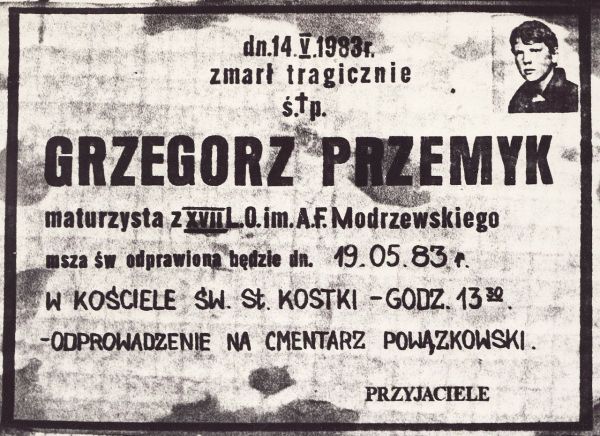 dn.14.V.1983r.
zmarł tragicznie
ś.†p.
GRZEGORZ PRZEMYK
maturzysta z XVII L.O. im. A.F. Modrzewskiego
msza św odprawiona będzie dn. 19.05.83 r.
W KOŚCIELE ŚW. St. KOSTKI - GODZ. 13³⁰.
-ODPROWADZENIE NA CMENTARZ POWĄZKOWSKI.
PRZYJACIELE